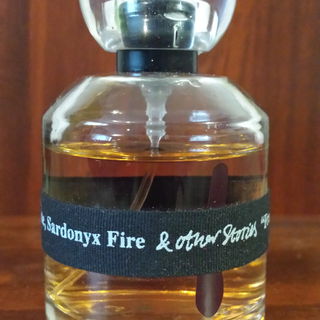 Sardonyx Fire & other Stories